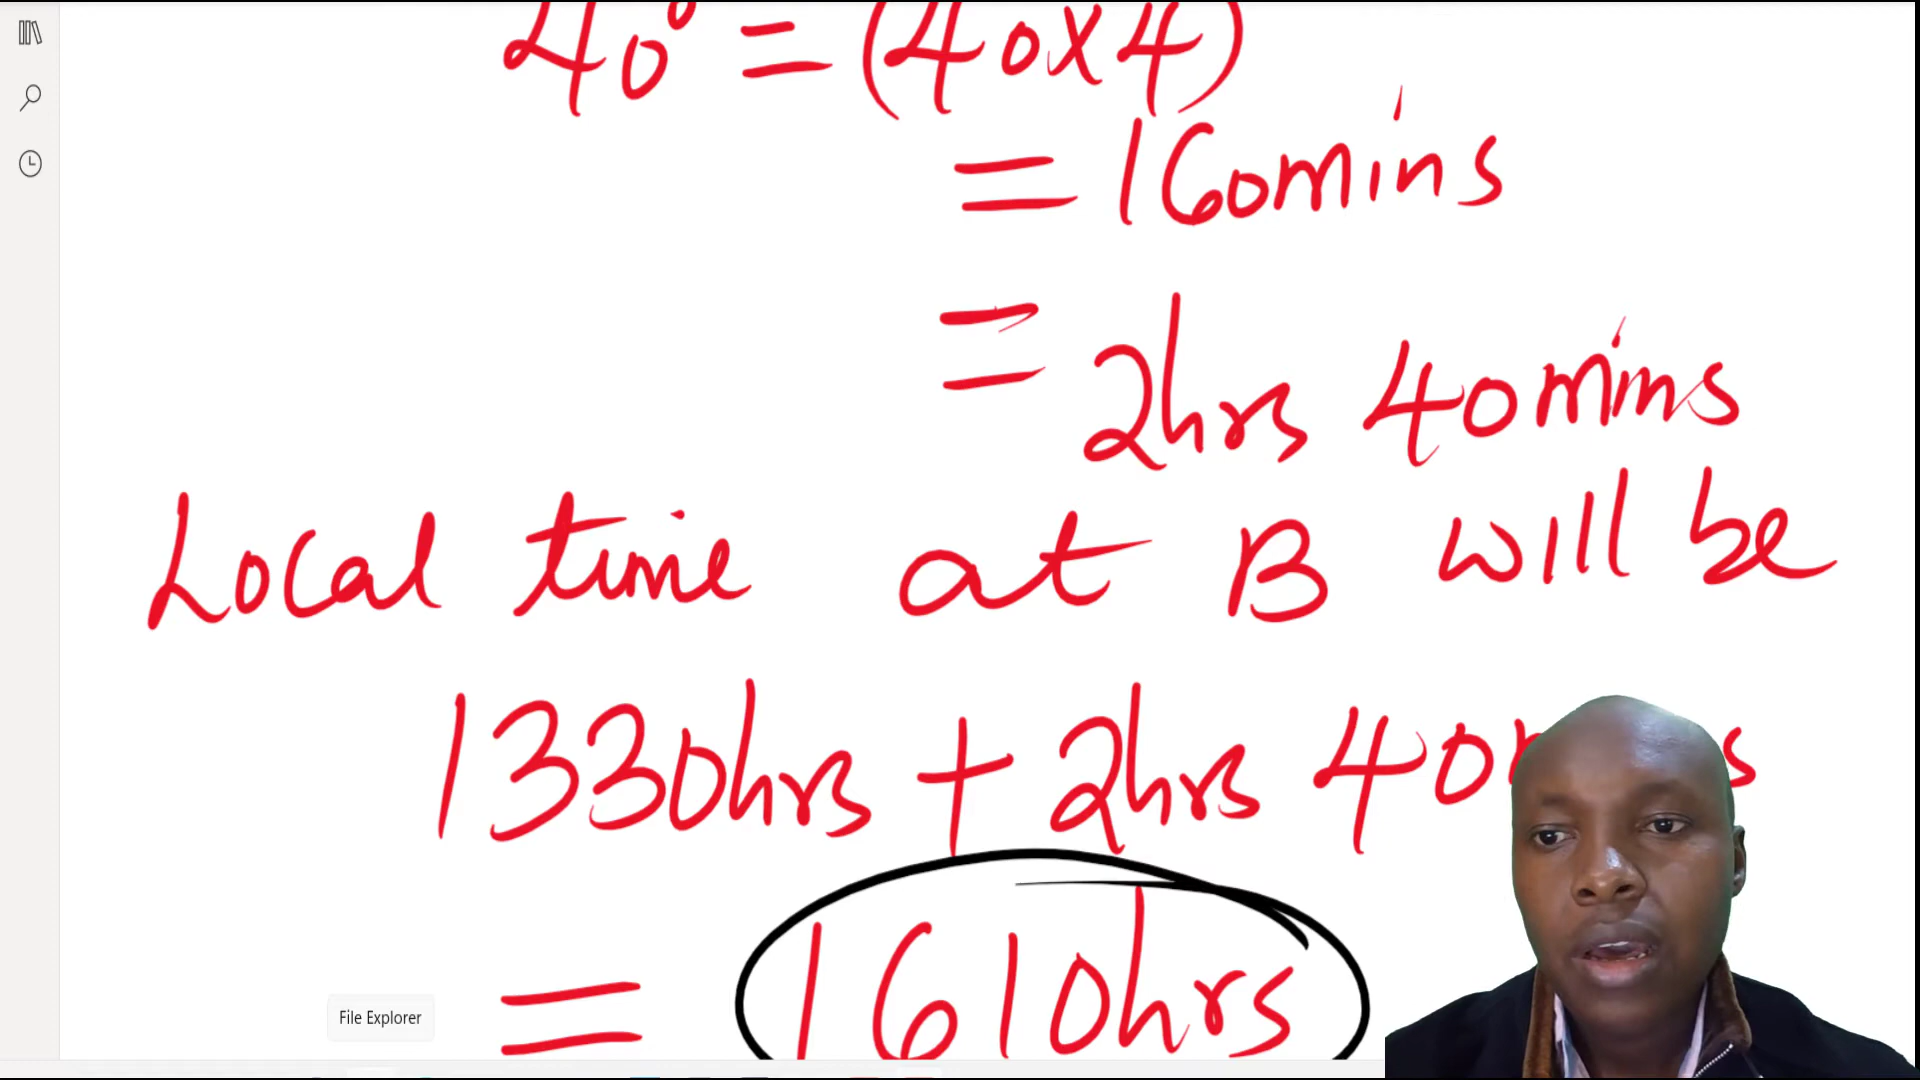 40° = (40x4)
= 160mins
= 2hrs 40mins
Local time at B will be
1330hrs + 2hrs 40
= 1610hrs
File Explorer